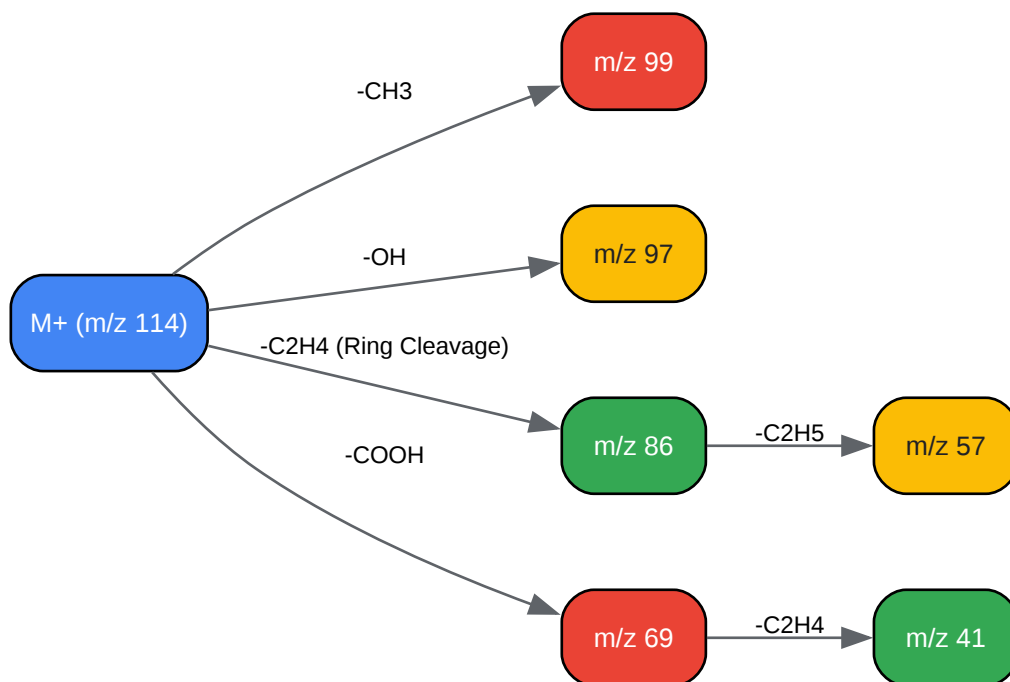 m/z 99
-CH3
-OH
m/z 97
M+ (m/z 114)
-C2H4 (Ring Cleavage)
-COOH
m/z 86
-C2H5
m/z 57
m/z 69
-C2H4
m/z 41